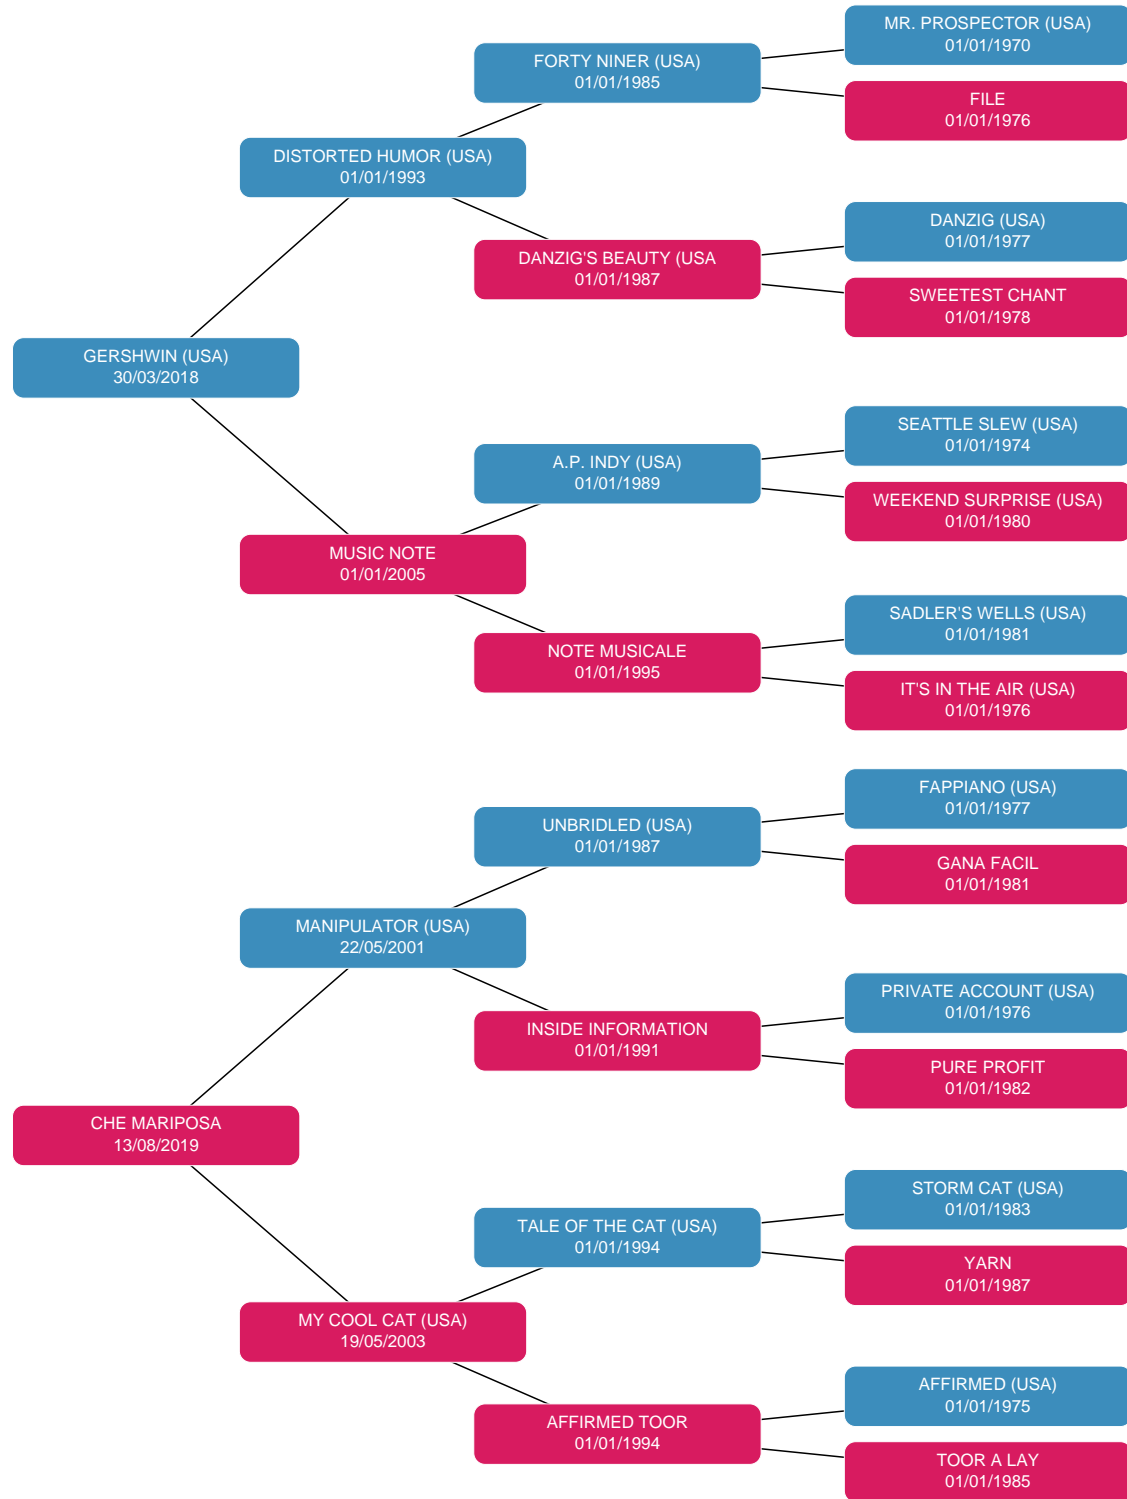 MR. PROSPECTOR (USA)
01/01/1970
FORTY NINER (USA)
01/01/1985
FILE
01/01/1976
DISTORTED HUMOR (USA)
01/01/1993
DANZIG (USA)
01/01/1977
DANZIG'S BEAUTY (USA
01/01/1987
SWEETEST CHANT
01/01/1978
GERSHWIN (USA)
30/03/2018
SEATTLE SLEW (USA)
01/01/1974
A.P. INDY (USA)
01/01/1989
WEEKEND SURPRISE (USA)
01/01/1980
MUSIC NOTE
01/01/2005
SADLER'S WELLS (USA)
01/01/1981
NOTE MUSICALE
01/01/1995
IT'S IN THE AIR (USA)
01/01/1976
FAPPIANO (USA)
01/01/1977
UNBRIDLED (USA)
01/01/1987
GANA FACIL
01/01/1981
MANIPULATOR (USA)
22/05/2001
PRIVATE ACCOUNT (USA)
01/01/1976
INSIDE INFORMATION
01/01/1991
PURE PROFIT
01/01/1982
CHE MARIPOSA
13/08/2019
STORM CAT (USA)
01/01/1983
TALE OF THE CAT (USA)
01/01/1994
YARN
01/01/1987
MY COOL CAT (USA)
19/05/2003
AFFIRMED (USA)
01/01/1975
AFFIRMED TOOR
01/01/1994
TOOR A LAY
01/01/1985